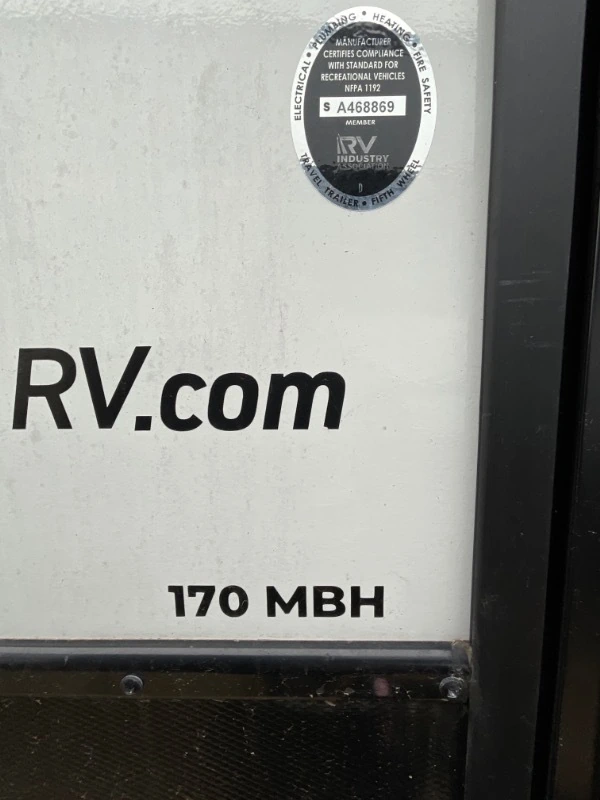 ELECTRICAL • PLUMBING • HEATING • FIRE SAFETY
MANUFACTURER
CERTIFIES COMPLIANCE
WITH STANDARD FOR
RECREATIONAL VEHICLES
NFPA 1192
S A468869
MEMBER
RV
INDUSTRY
ASSOCIATION
D
TRAVEL TRAILER • FIFTH WHEEL
RV.com
170 MBH